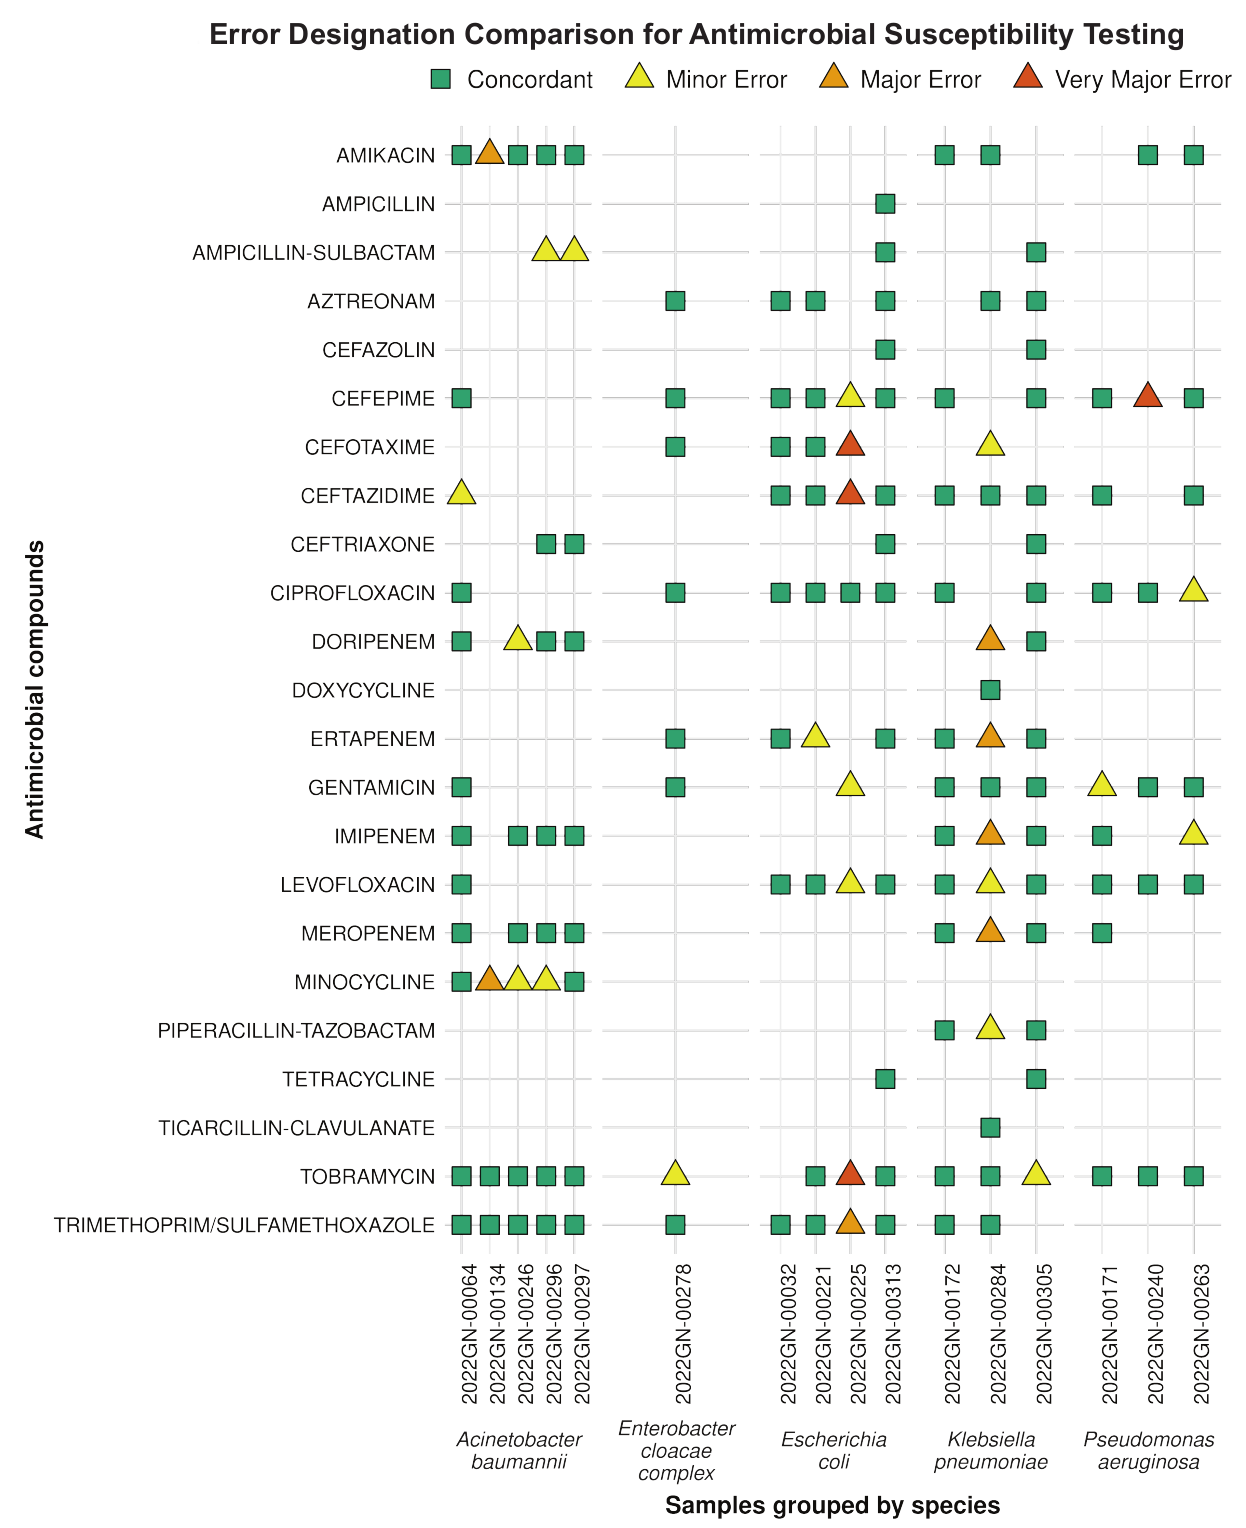 Error Designation Comparison for Antimicrobial Susceptibility Testing
Concordant Minor Error Major Error Very Major Error
Antimicrobial compounds
AMIKACIN
AMPICILLIN
AMPICILLIN-SULBACTAM
AZTREONAM
CEFAZOLIN
CEFEPIME
CEFOTAXIME
CEFTAZIDIME
CEFTRIAXONE
CIPROFLOXACIN
DORIPENEM
DOXYCYCLINE
ERTAPENEM
GENTAMICIN
IMIPENEM
LEVOFLOXACIN
MEROPENEM
MINOCYCLINE
PIPERACILLIN-TAZOBACTAM
TETRACYCLINE
TICARCILLIN-CLAVULANATE
TOBRAMYCIN
TRIMETHOPRIM/SULFAMETHOXAZOLE
2022GN-00064
2022GN-00134
2022GN-00246
2022GN-00296
2022GN-00297
2022GN-00278
2022GN-00032
2022GN-00221
2022GN-00225
2022GN-00313
2022GN-00172
2022GN-00284
2022GN-00305
2022GN-00171
2022GN-00240
2022GN-00263
Acinetobacter
baumannii
Enterobacter
cloacae
complex
Escherichia
coli
Klebsiella
pneumoniae
Pseudomonas
aeruginosa
Samples grouped by species